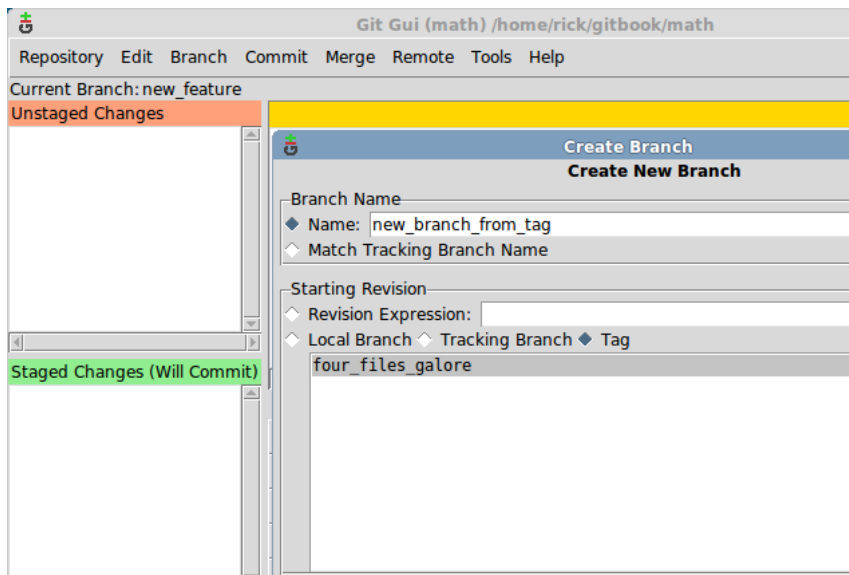 Git Gui (math) /home/rick/gitbook/math
Repository Edit Branch Commit Merge Remote Tools Help
Current Branch: new_feature
Unstaged Changes
Create Branch
Create New Branch
Branch Name
Name: new_branch_from_tag
Match Tracking Branch Name
Starting Revision
Revision Expression:
Local Branch Tracking Branch Tag
four_files_galore
Staged Changes (Will Commit)